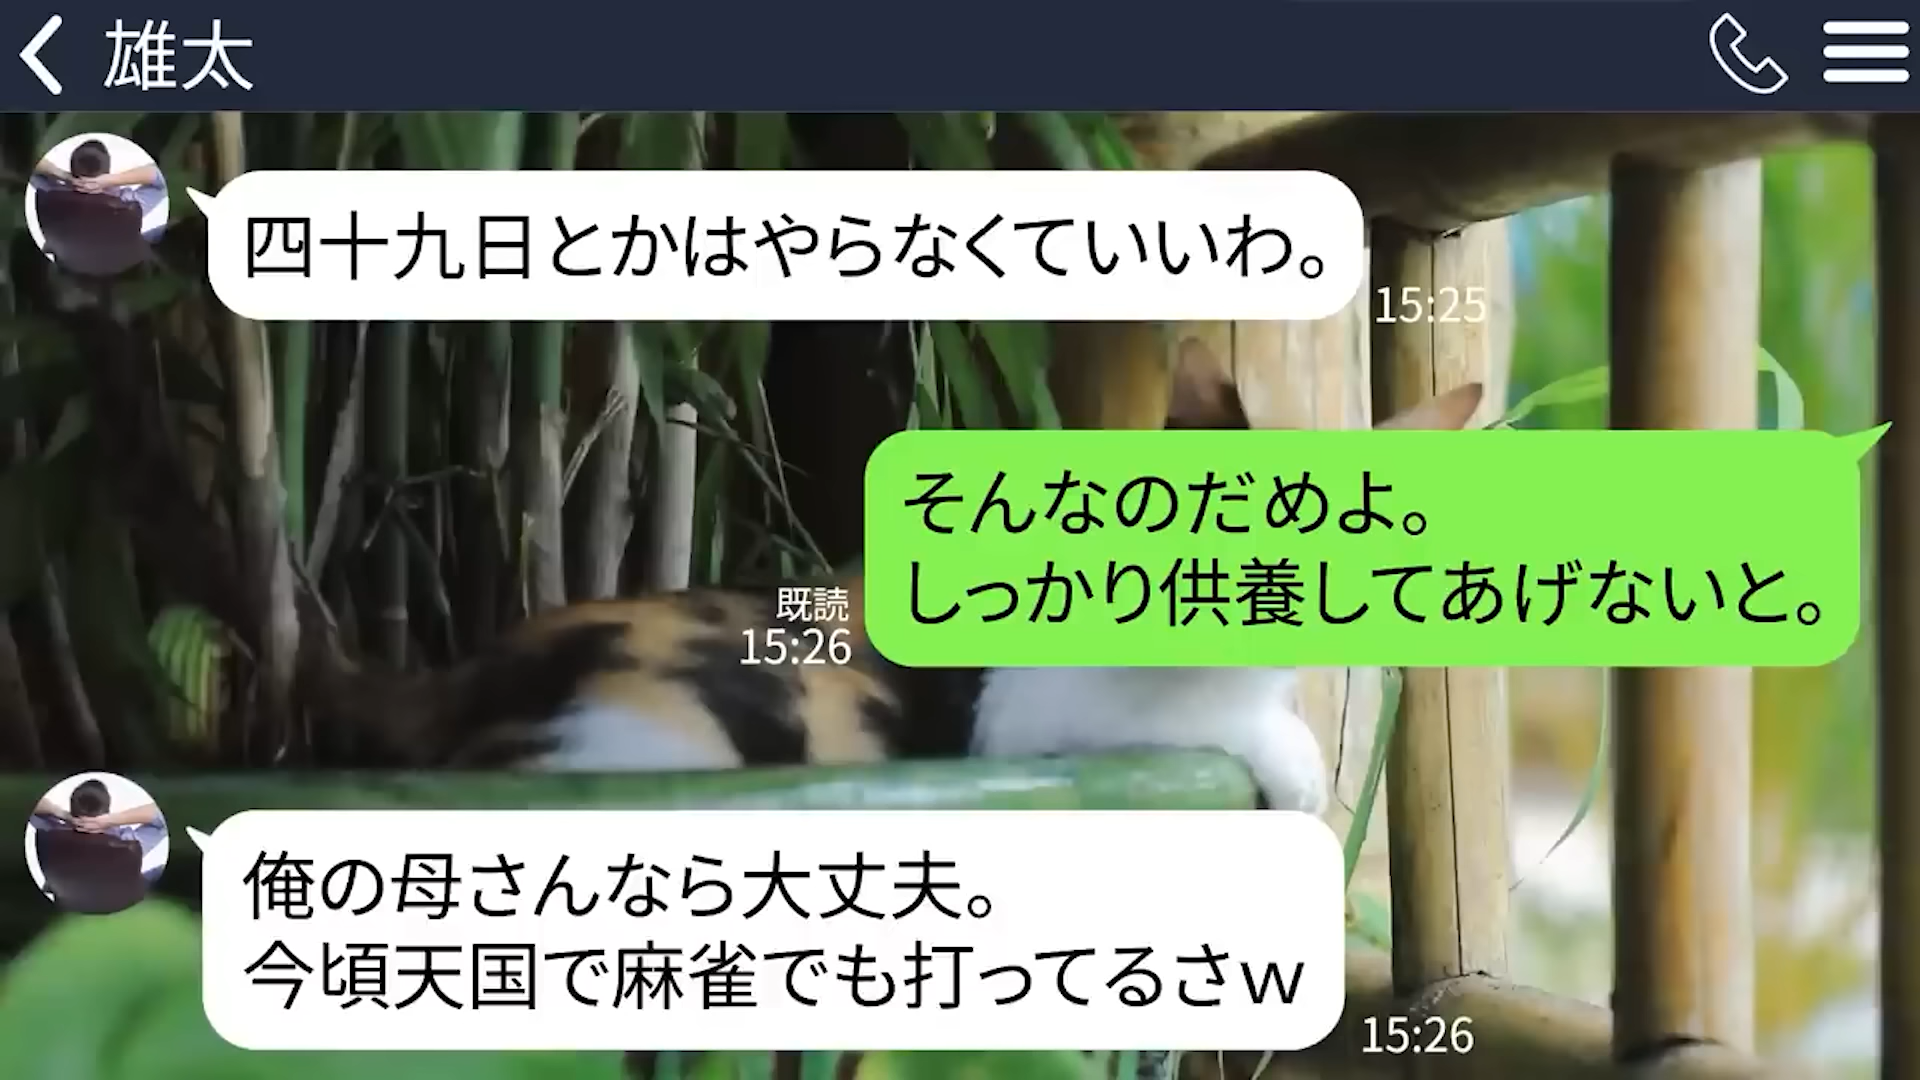 雄太
四十九日とかはやらなくていいわ。
15:25
そんなのだめよ。
しっかり供養してあげないと。
既読
15:26
俺の母さんなら大丈夫。
今頃天国で麻雀でも打ってるさw
15:26